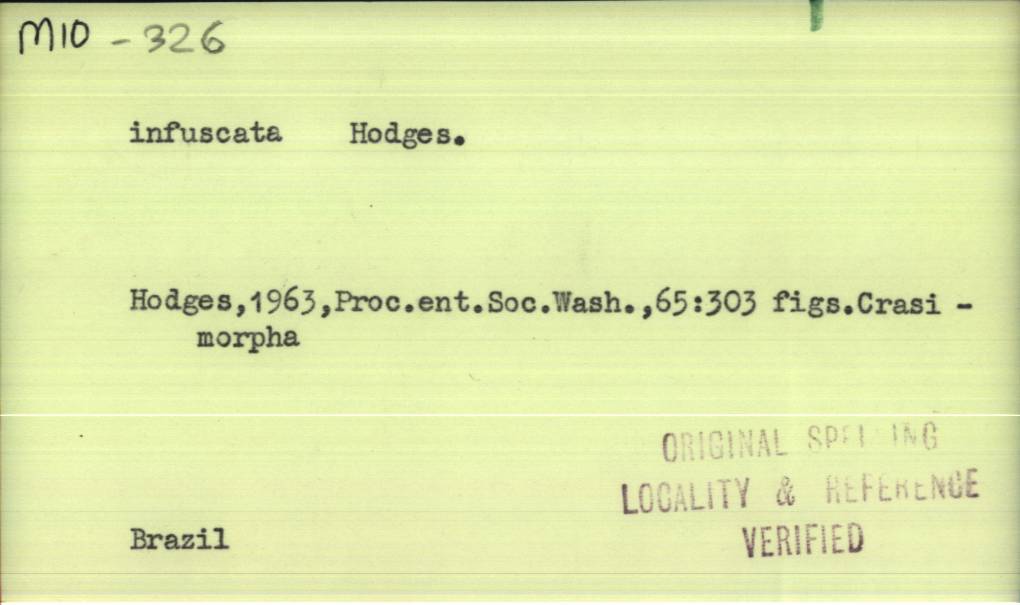 M10 - 326
infuscata Hodges.
Hodges,1963,Proc.ent.Soc.Wash.,65:303 figs.Crasi -
morpha
ORIGINAL SPELLING
LOCALITY & REFERENCE
VERIFIED
Brazil